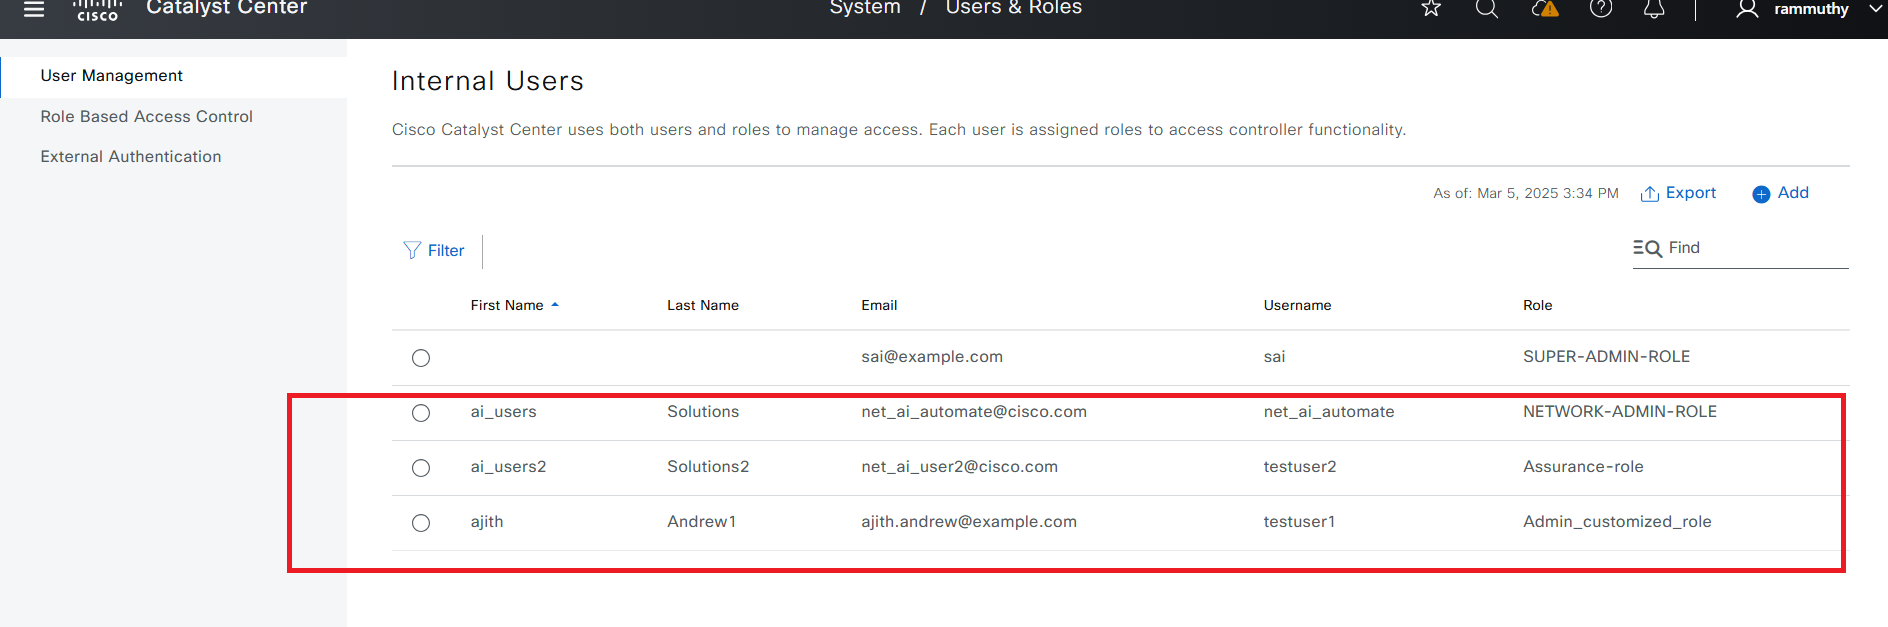 CISCO Catalyst Center System / Users & Roles rammuthy
User Management
Role Based Access Control
External Authentication
Internal Users
Cisco Catalyst Center uses both users and roles to manage access. Each user is assigned roles to access controller functionality.
As of: Mar 5, 2025 3:34 PM Export Add
Filter Find
First Name Last Name Email Username Role
sai@example.com sai SUPER-ADMIN-ROLE
ai_users Solutions net_ai_automate@cisco.com net_ai_automate NETWORK-ADMIN-ROLE
ai_users2 Solutions2 net_ai_user2@cisco.com testuser2 Assurance-role
ajith Andrew1 ajith.andrew@example.com testuser1 Admin_customized_role